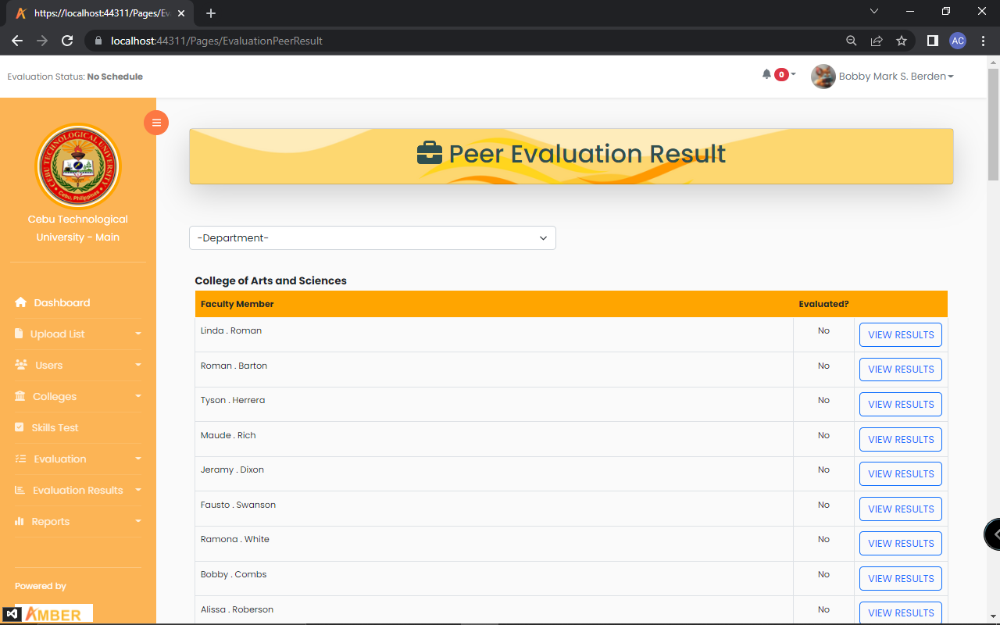 https://localhost:44311/Pages/Ev
localhost:44311/Pages/EvaluationPeerResult
AC
Evaluation Status: No Schedule
0
Bobby Mark S. Berden
CEBU TECHNOLOGICAL UNIVERSITY
Cebu, Philippines
Cebu Technological
University - Main
Dashboard
Upload List
Users
Colleges
Skills Test
Evaluation
Evaluation Results
Reports
Powered by
AMBER
Peer Evaluation Result
-Department-
College of Arts and Sciences
Faculty Member Evaluated?
Linda . Roman No VIEW RESULTS
Roman . Barton No VIEW RESULTS
Tyson . Herrera No VIEW RESULTS
Maude . Rich No VIEW RESULTS
Jeramy . Dixon No VIEW RESULTS
Fausto . Swanson No VIEW RESULTS
Ramona . White No VIEW RESULTS
Bobby . Combs No VIEW RESULTS
Alissa . Roberson No VIEW RESULTS